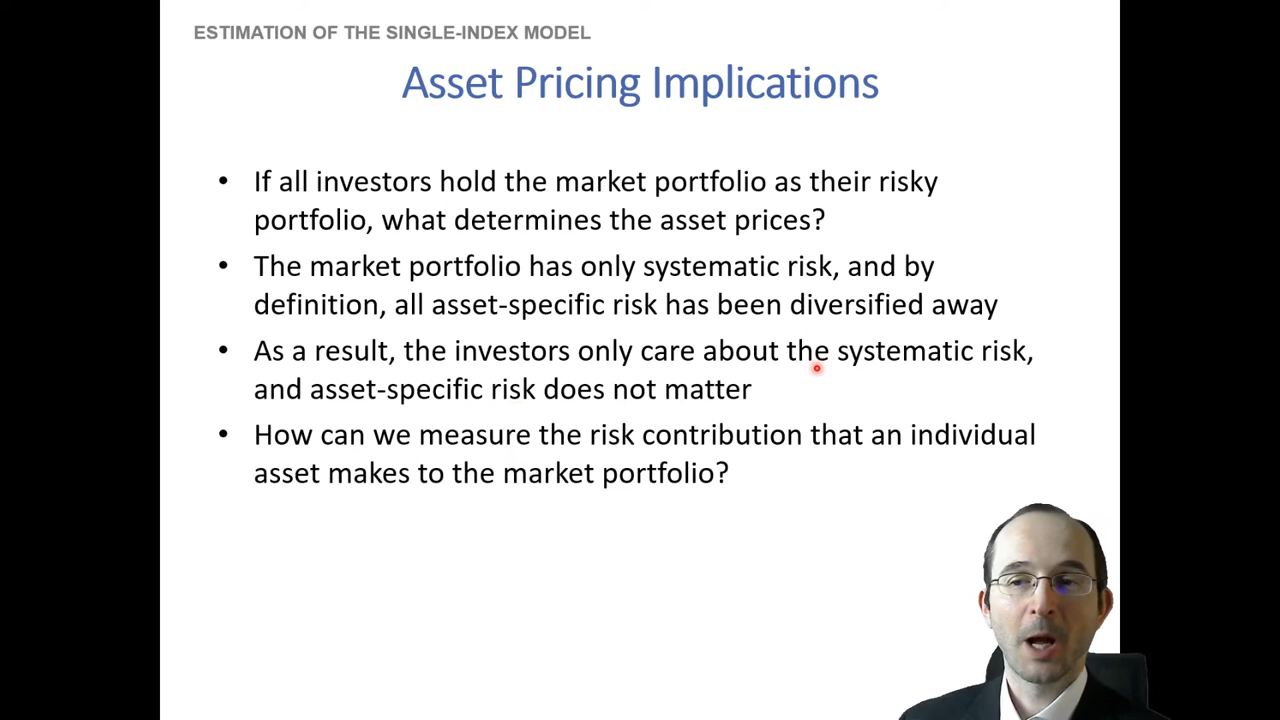 ESTIMATION OF THE SINGLE-INDEX MODEL
Asset Pricing Implications
• If all investors hold the market portfolio as their risky
portfolio, what determines the asset prices?
• The market portfolio has only systematic risk, and by
definition, all asset-specific risk has been diversified away
• As a result, the investors only care about the systematic risk,
and asset-specific risk does not matter
• How can we measure the risk contribution that an individual
asset makes to the market portfolio?